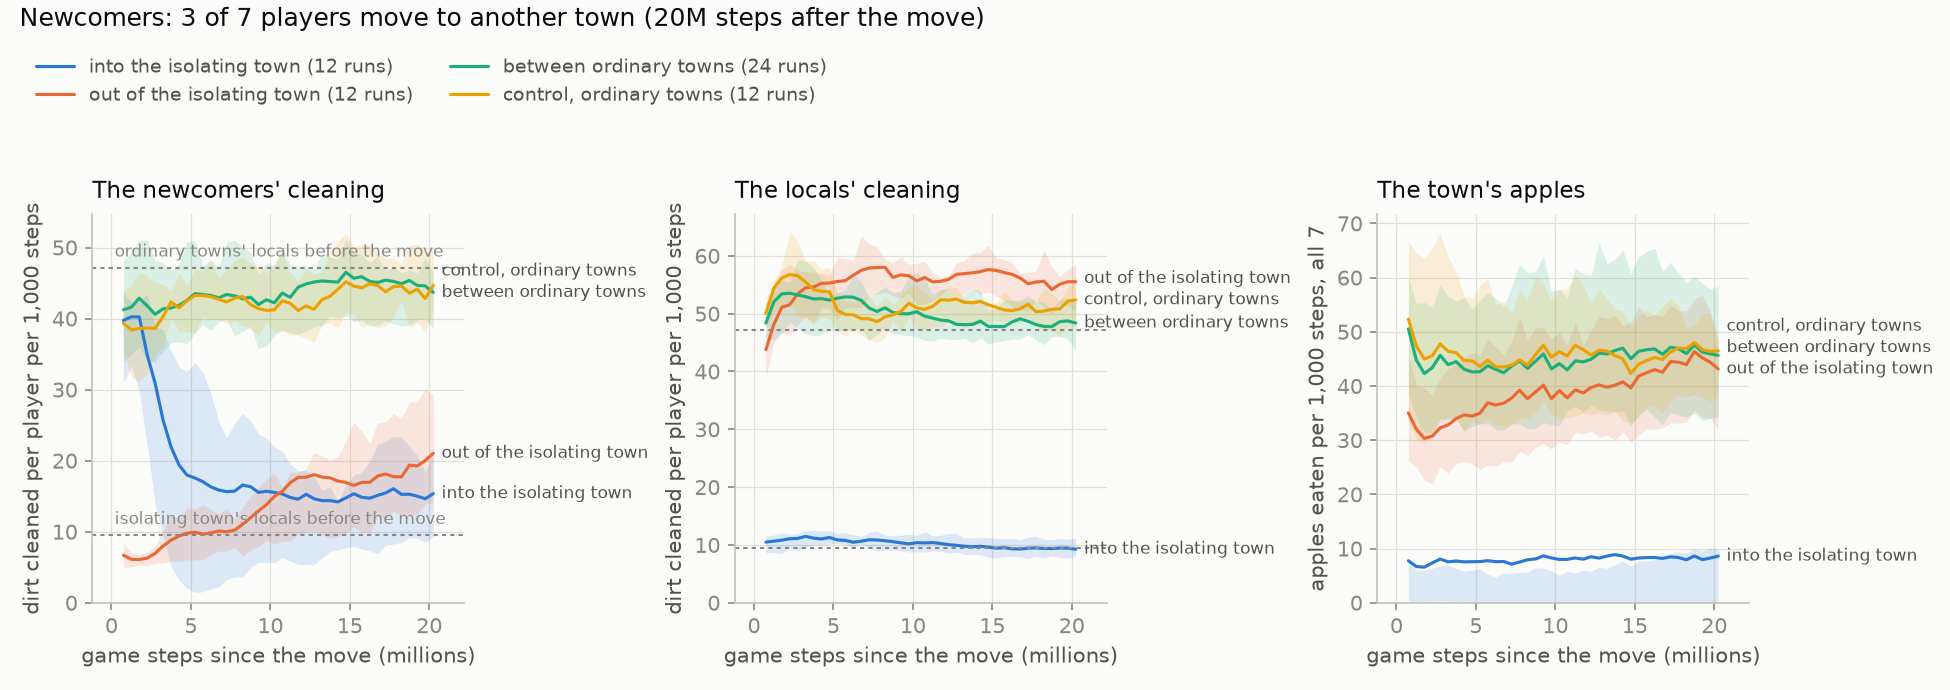 Newcomers: 3 of 7 players move to another town (20M steps after the move)
into the isolating town (12 runs)
out of the isolating town (12 runs)
between ordinary towns (24 runs)
control, ordinary towns (12 runs)
The newcomers' cleaning
dirt cleaned per player per 1,000 steps
50
40
30
20
10
0
ordinary towns' locals before the move
control, ordinary towns
between ordinary towns
out of the isolating town
into the isolating town
isolating town's locals before the move
0 5 10 15 20
game steps since the move (millions)
The locals' cleaning
dirt cleaned per player per 1,000 steps
60
50
40
30
20
10
0
out of the isolating town
control, ordinary towns
between ordinary towns
into the isolating town
0 5 10 15 20
game steps since the move (millions)
The town's apples
apples eaten per 1,000 steps, all 7
70
60
50
40
30
20
10
0
control, ordinary towns
between ordinary towns
out of the isolating town
into the isolating town
0 5 10 15 20
game steps since the move (millions)